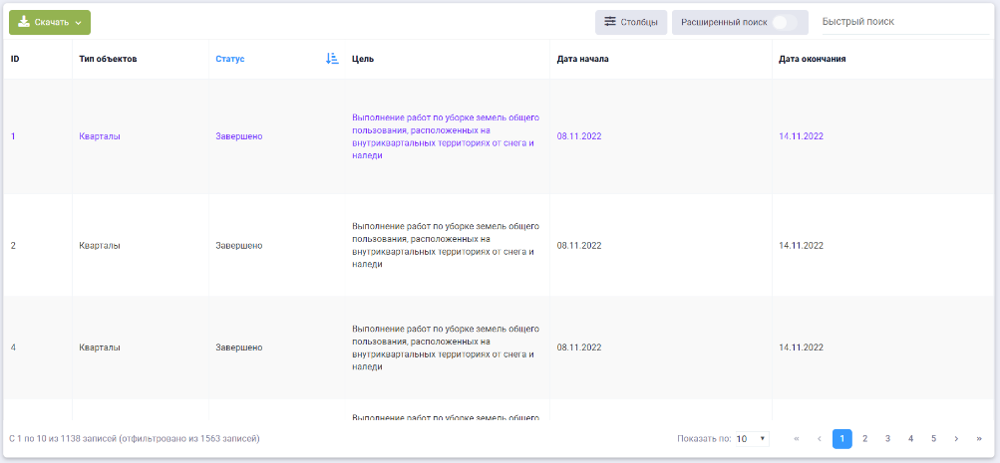 Скачать
Столбцы
Расширенный поиск
Быстрый поиск
ID Тип объектов Статус Цель Дата начала Дата окончания
Выполнение работ по уборке земель общего
1 Кварталы Завершено пользования, расположенных на 08.11.2022 14.11.2022
внутриквартальных территориях от снега и
наледи
Выполнение работ по уборке земель общего
2 Кварталы Завершено пользования, расположенных на 08.11.2022 14.11.2022
внутриквартальных территориях от снега и
наледи
Выполнение работ по уборке земель общего
4 Кварталы Завершено пользования, расположенных на 08.11.2022 14.11.2022
внутриквартальных территориях от снега и
наледи
Выполнение работ по уборке земель общего
С 1 по 10 из 1138 записей (отфильтровано из 1563 записей)
Показать по: 10
« ‹ 1 2 3 4 5 › »